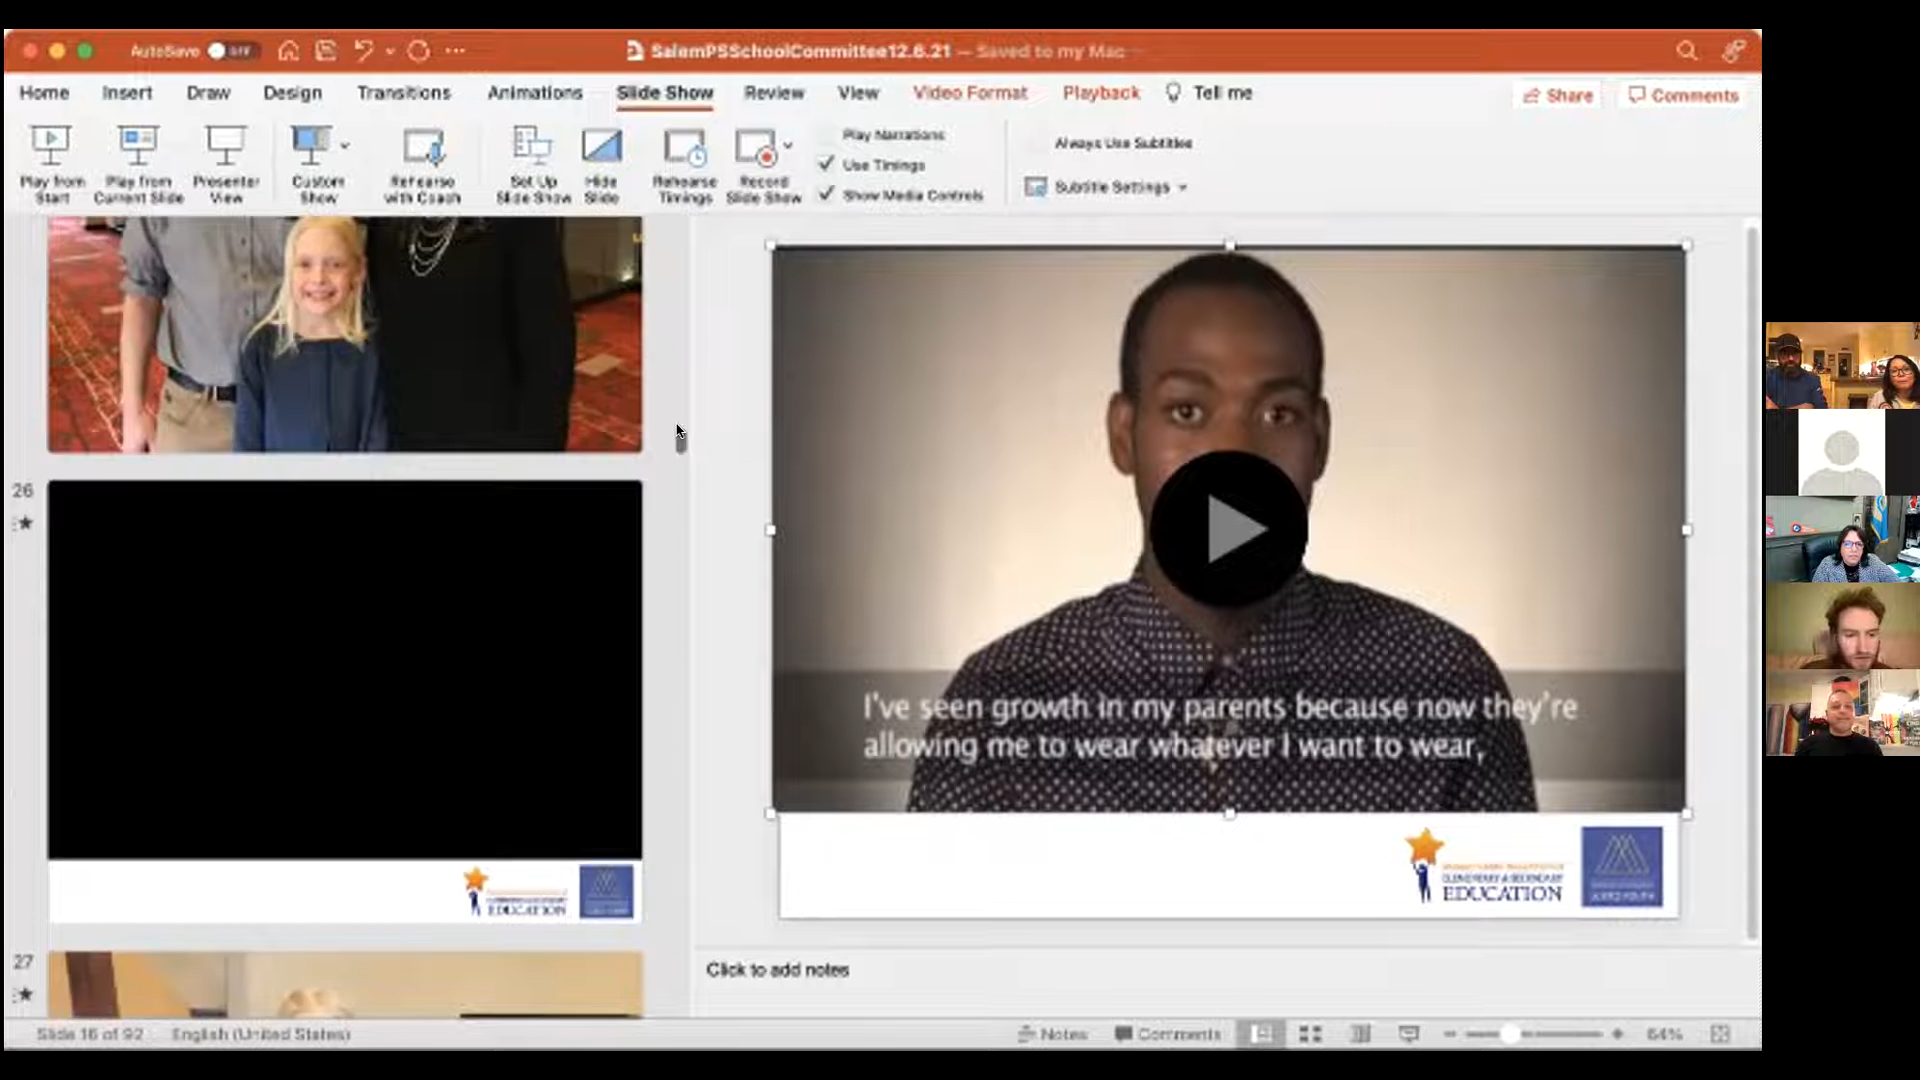 AutoSave OFF
SalemPSSchoolCommittee12.6.21 — Saved to my Mac
Home Insert Draw Design Transitions Animations Slide Show Review View Video Format Playback Tell me
Share Comments
Play from Start
Play from Current Slide
Presenter View
Custom Show
Rehearse with Coach
Set Up Slide Show
Hide Slide
Rehearse Timings
Record Slide Show
Play Narrations
Use Timings
Show Media Controls
Always Use Subtitles
Subtitle Settings
26
EDUCATION
27
I've seen growth in my parents because now they're
allowing me to wear whatever I want to wear,
ELEMENTARY & SECONDARY
EDUCATION
Click to add notes
Slide 16 of 92 English (United States)
Notes Comments 64%